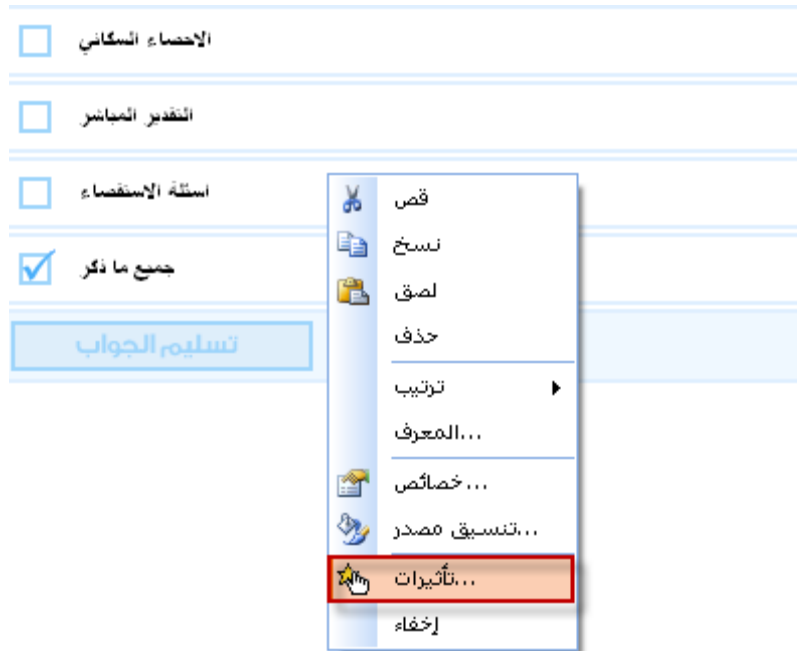 الاحصاء السكاني
التقدير المباشر
اسئلة الاستقصاء
جميع ما ذكر
تسليم الجواب
قص
نسخ
لصق
حذف
ترتيب
المعرف...
خصائص...
تنسيق مصدر...
تأثيرات...
إخفاء